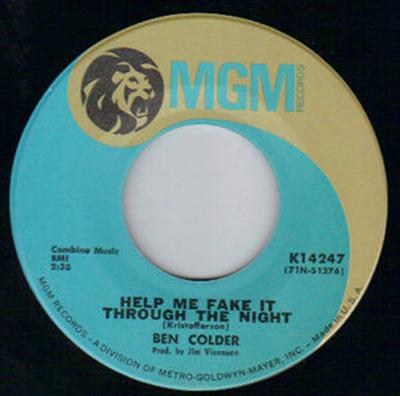 MGM
RECORDS
Combine Music
BMI
2:38
K14247
(71N-51276)
HELP ME FAKE IT
THROUGH THE NIGHT
(Kristofferson)
BEN COLDER
Prod. by Jim Vienneau
MGM RECORDS - A DIVISION OF METRO-GOLDWYN-MAYER, INC. - Made in U.S.A.